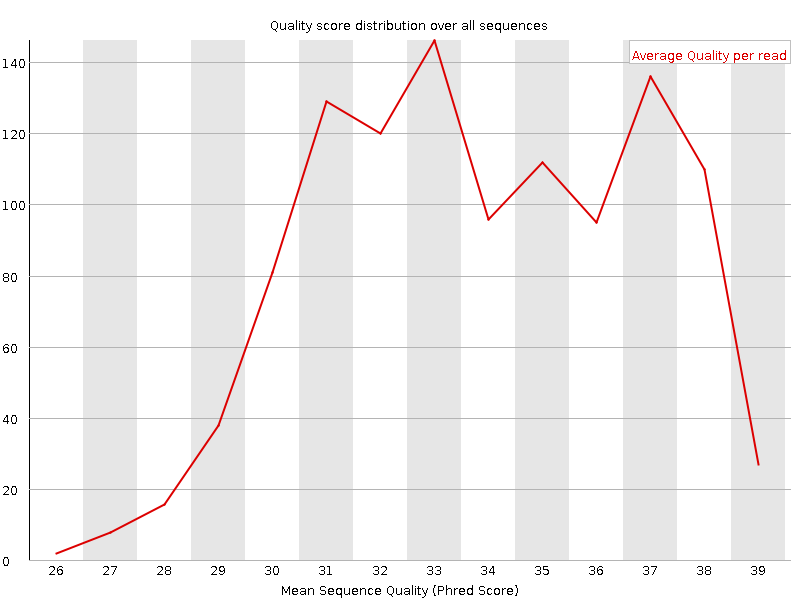 Quality score distribution over all sequences
Average Quality per read
140
120
100
80
60
40
20
0
26 27 28 29 30 31 32 33 34 35 36 37 38 39
Mean Sequence Quality (Phred Score)